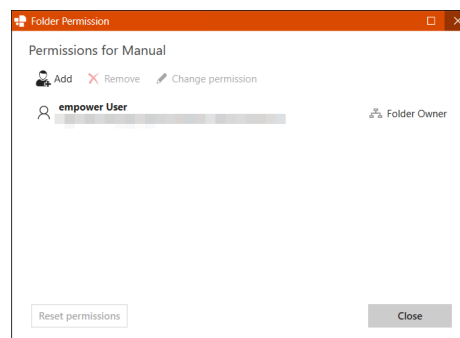 Folder Permission
Permissions for Manual
Add Remove Change permission
empower User
Folder Owner
Reset permissions Close